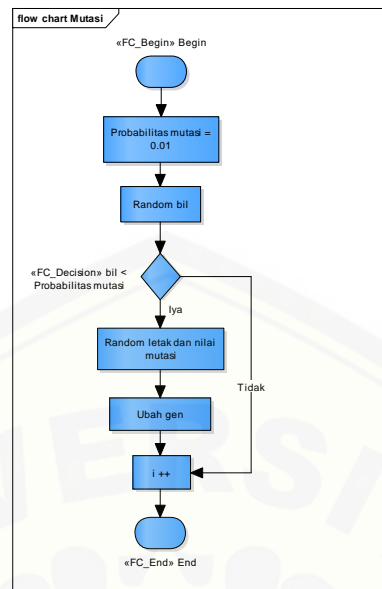 flow chart Mutasi
«FC_Begin» Begin
Probabilitas mutasi =
0.01
Random bil
«FC_Decision» bil <
Probabilitas mutasi
Iya
Random letak dan nilai
mutasi
Tidak
Ubah gen
i ++
«FC_End» End